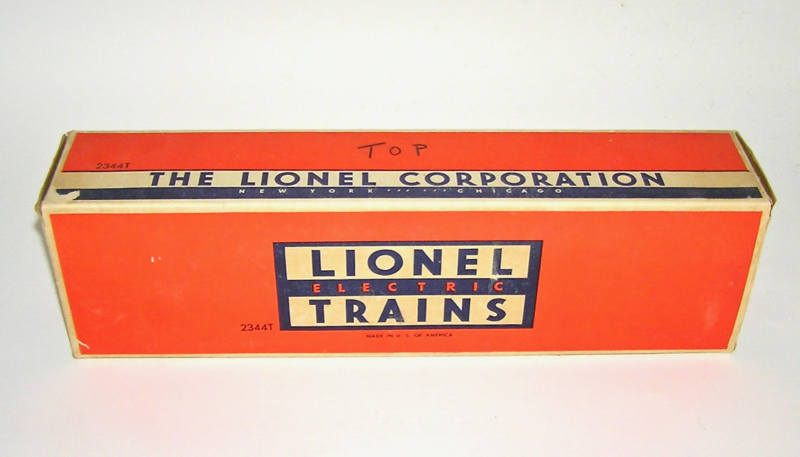 TOP
2344T
THE LIONEL CORPORATION
NEW YORK ··· ··· CHICAGO
LIONEL
ELECTRIC
TRAINS
2344T
MADE IN U. S. OF AMERICA